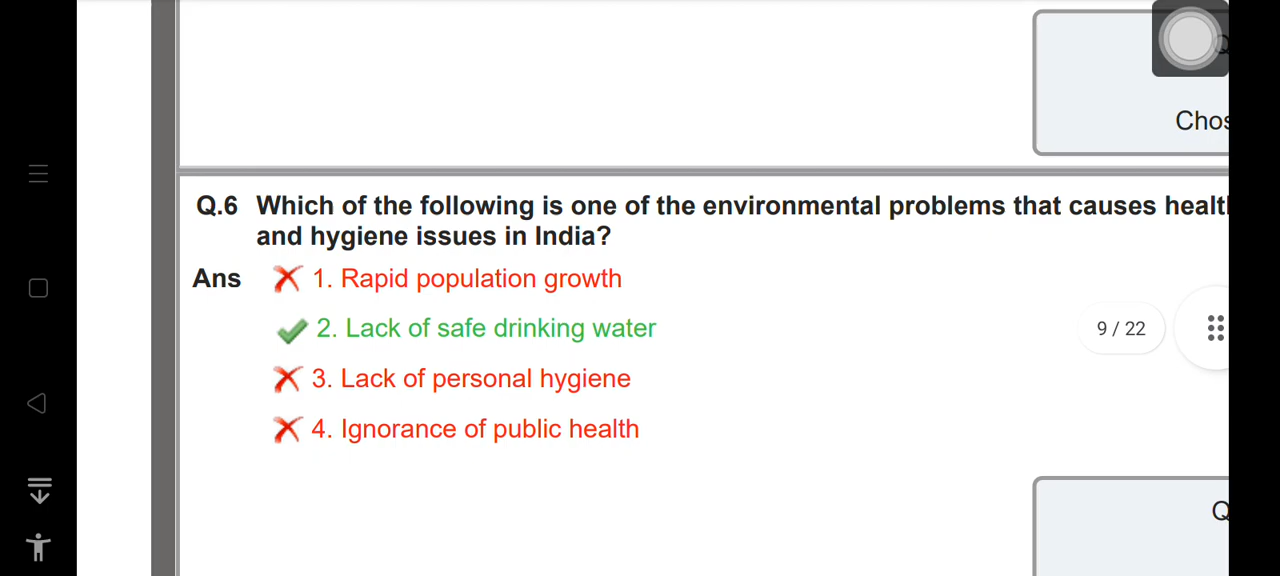 Chos
Q.6 Which of the following is one of the environmental problems that causes healt
and hygiene issues in India?
Ans 1. Rapid population growth
2. Lack of safe drinking water
9 / 22
3. Lack of personal hygiene
4. Ignorance of public health
Q